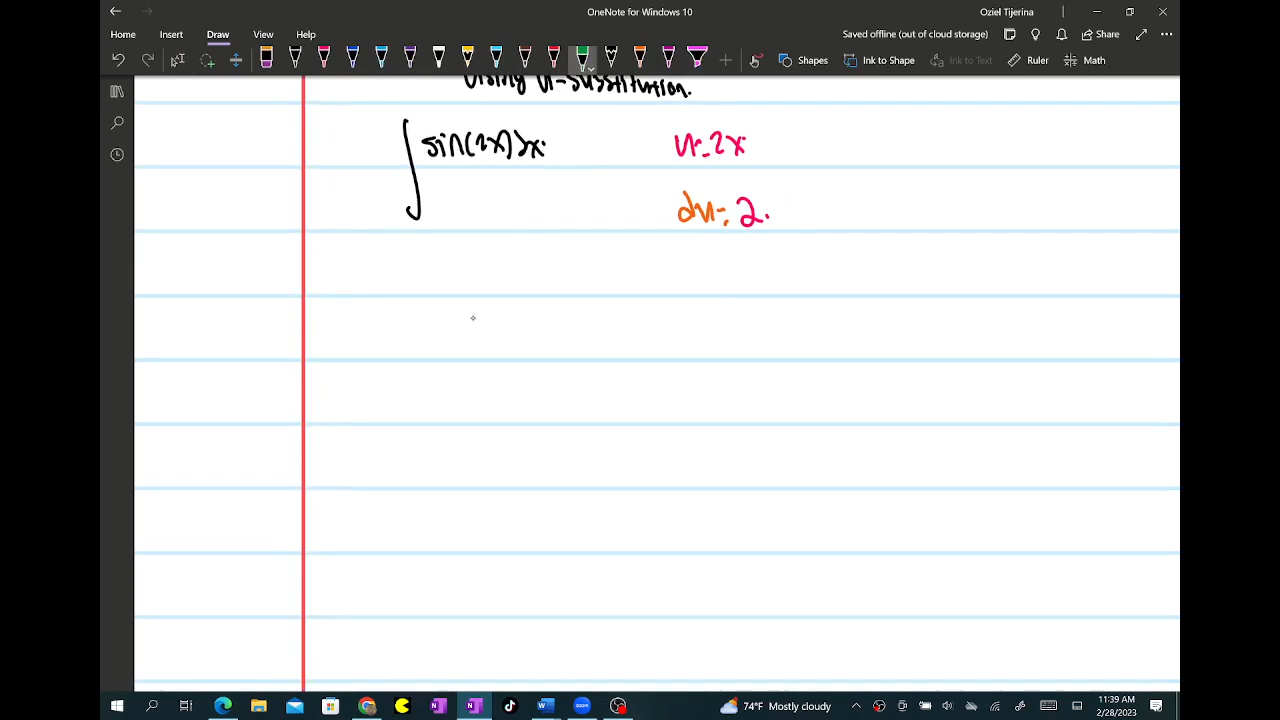 OneNote for Windows 10
Oziel Tijerina
Home Insert Draw View Help
Saved offline (out of cloud storage)
Share
Shapes
Ink to Shape
Ink to Text
Ruler
Math
Using u-sustitution.
∫ sin(2x) dx
u = 2x
du = 2.
74°F Mostly cloudy
11:39 AM
2/28/2023